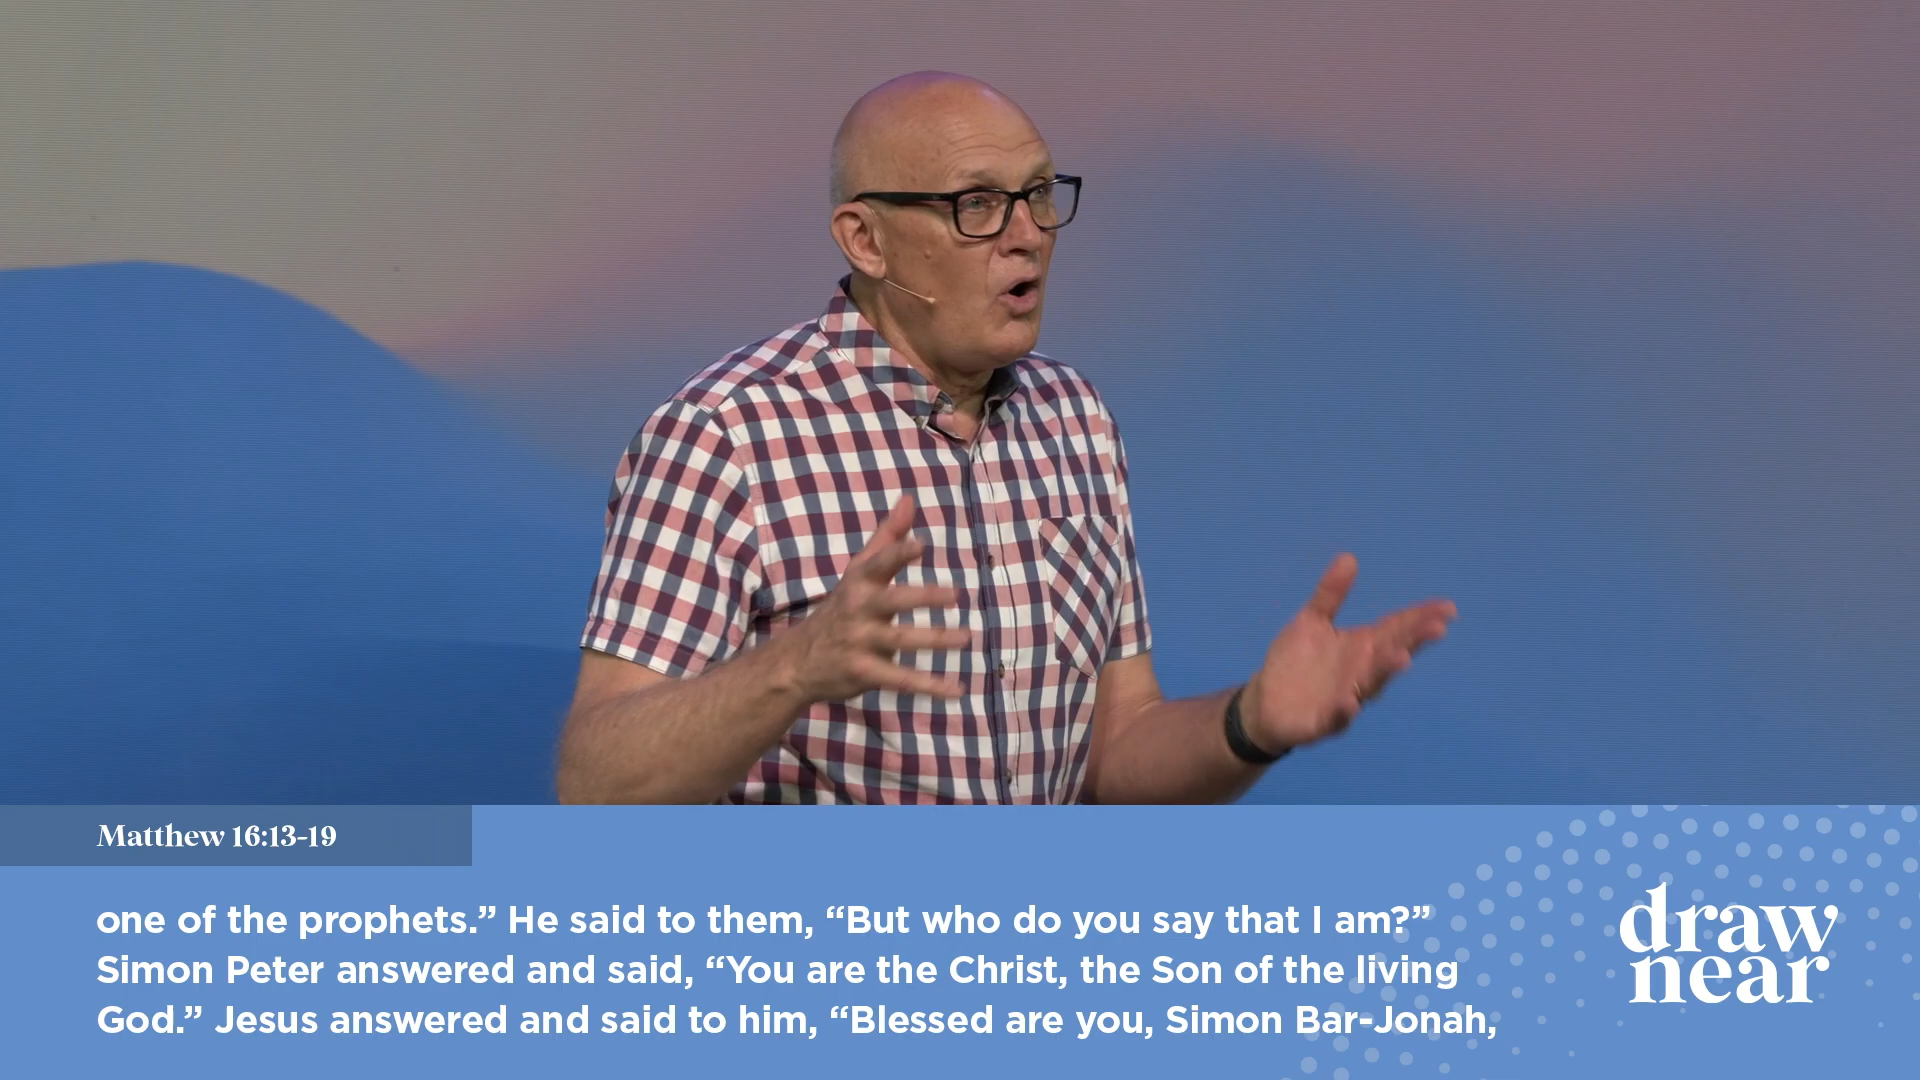 Matthew 16:13-19
one of the prophets.” He said to them, “But who do you say that I am?”
Simon Peter answered and said, “You are the Christ, the Son of the living
God.” Jesus answered and said to him, “Blessed are you, Simon Bar-Jonah,
draw
near